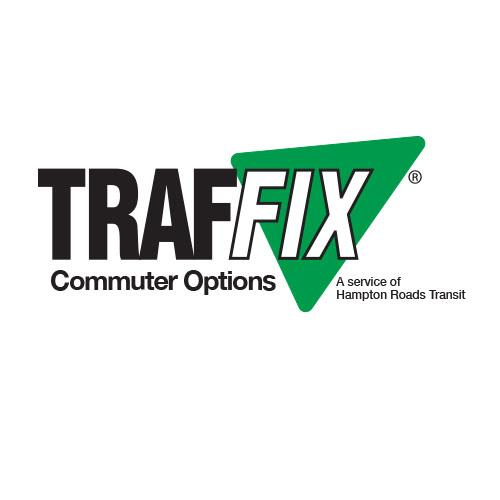 TRAFFIX®
Commuter Options
A service of
Hampton Roads Transit